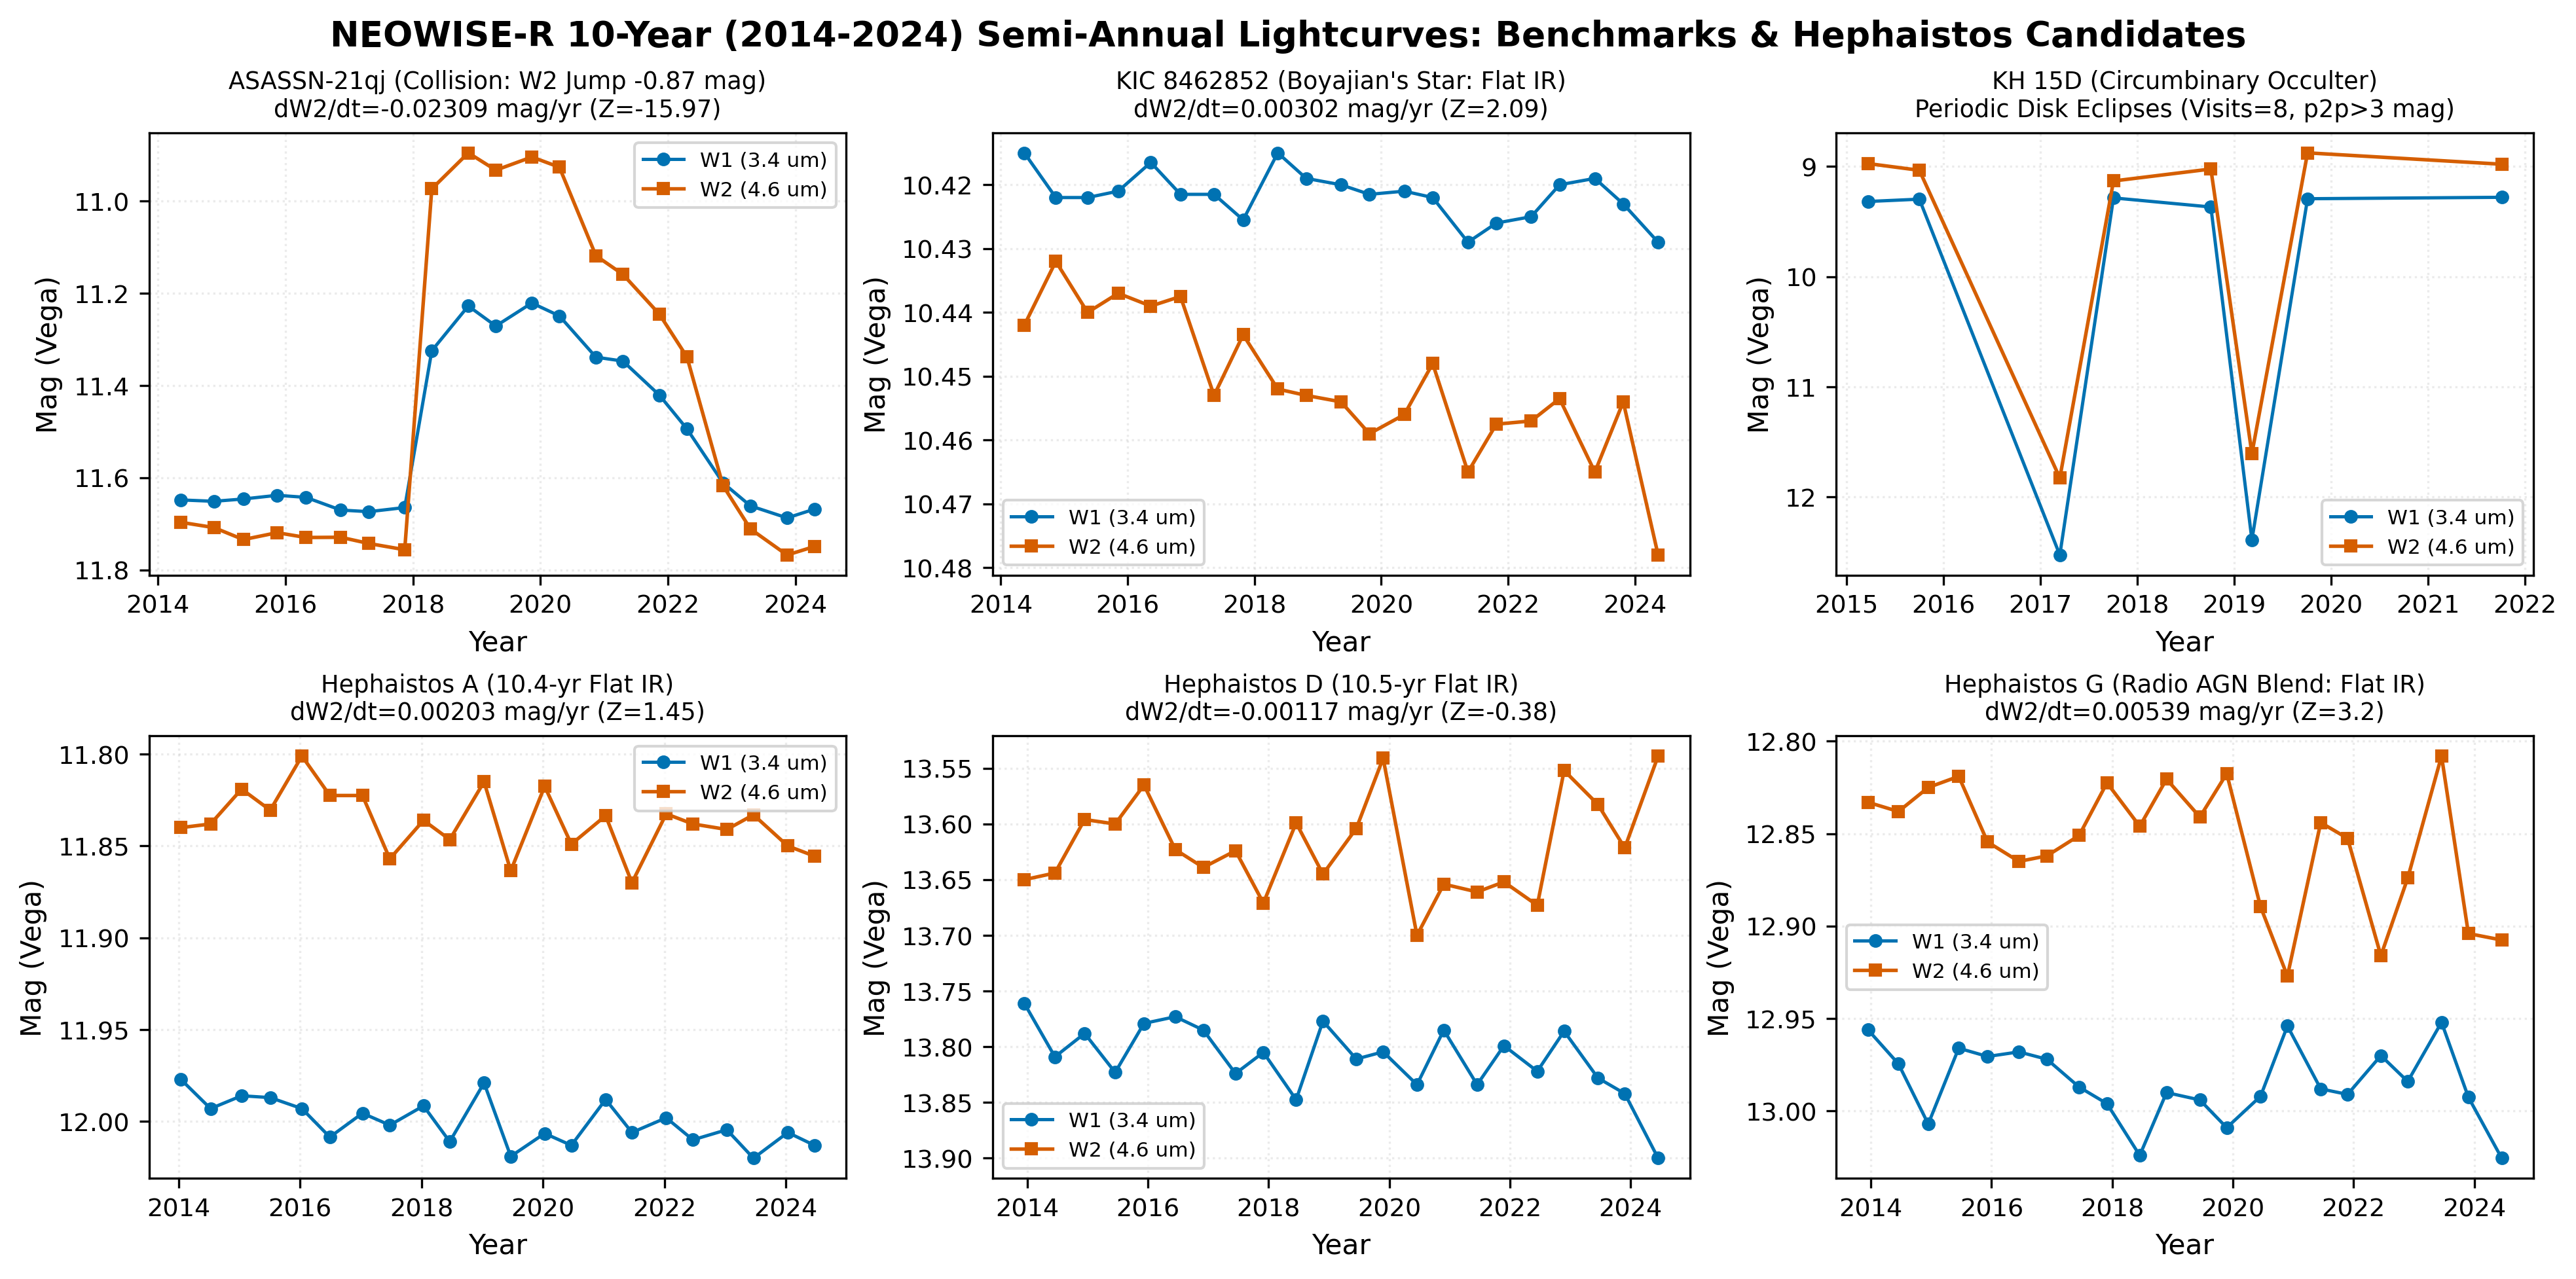 NEOWISE-R 10-Year (2014-2024) Semi-Annual Lightcurves: Benchmarks & Hephaistos Candidates
ASASSN-21qj (Collision: W2 Jump -0.87 mag)
dW2/dt=-0.02309 mag/yr (Z=-15.97)
Mag (Vega)
11.0
11.2
11.4
11.6
11.8
W1 (3.4 um)
W2 (4.6 um)
2014
2016
2018
2020
2022
2024
Year
KIC 8462852 (Boyajian's Star: Flat IR)
dW2/dt=0.00302 mag/yr (Z=2.09)
Mag (Vega)
10.42
10.43
10.44
10.45
10.46
10.47
10.48
W1 (3.4 um)
W2 (4.6 um)
2014
2016
2018
2020
2022
2024
Year
KH 15D (Circumbinary Occulter)
Periodic Disk Eclipses (Visits=8, p2p>3 mag)
Mag (Vega)
9
10
11
12
W1 (3.4 um)
W2 (4.6 um)
2015
2016
2017
2018
2019
2020
2021
2022
Year
Hephaistos A (10.4-yr Flat IR)
dW2/dt=0.00203 mag/yr (Z=1.45)
Mag (Vega)
11.80
11.85
11.90
11.95
12.00
W1 (3.4 um)
W2 (4.6 um)
2014
2016
2018
2020
2022
2024
Year
Hephaistos D (10.5-yr Flat IR)
dW2/dt=-0.00117 mag/yr (Z=-0.38)
Mag (Vega)
13.55
13.60
13.65
13.70
13.75
13.80
13.85
13.90
W1 (3.4 um)
W2 (4.6 um)
2014
2016
2018
2020
2022
2024
Year
Hephaistos G (Radio AGN Blend: Flat IR)
dW2/dt=0.00539 mag/yr (Z=3.2)
Mag (Vega)
12.80
12.85
12.90
12.95
13.00
W1 (3.4 um)
W2 (4.6 um)
2014
2016
2018
2020
2022
2024
Year